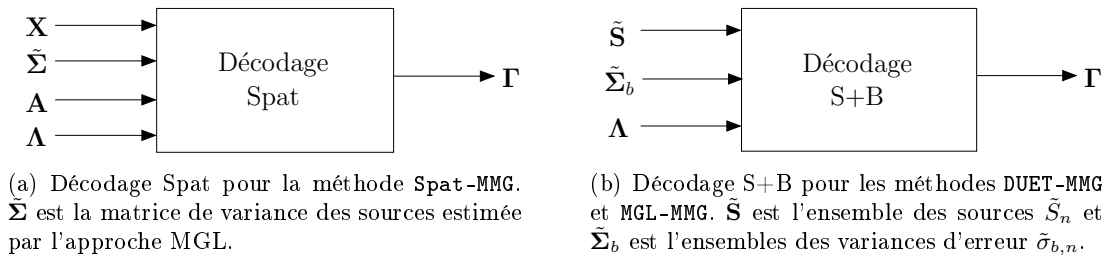 X
Σ̃
A
Λ
Décodage
Spat
Γ
(a) Décodage Spat pour la méthode Spat-MMG.
Σ̃ est la matrice de variance des sources estimée
par l'approche MGL.
S̃
Σ̃_b
Λ
Décodage
S+B
Γ
(b) Décodage S+B pour les méthodes DUET-MMG
et MGL-MMG. S̃ est l'ensemble des sources S̃_n et
Σ̃_b est l'ensembles des variances d'erreur σ̃_{b,n}.